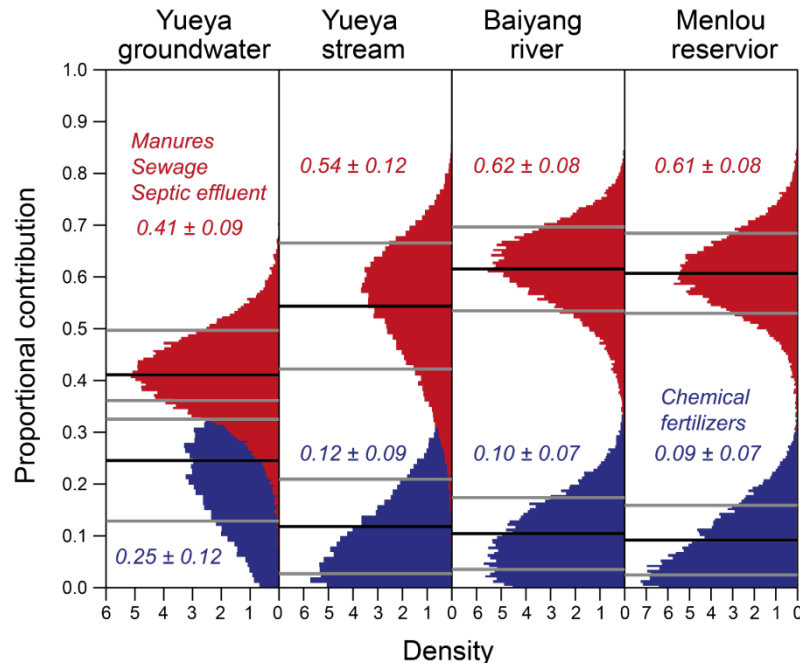 Yueya
groundwater
Yueya
stream
Baiyang
river
Menlou
reservior
Proportional contribution
1.0
0.9
0.8
0.7
0.6
0.5
0.4
0.3
0.2
0.1
0.0
Manures
Sewage
Septic effluent
0.41 ± 0.09
0.25 ± 0.12
0.54 ± 0.12
0.12 ± 0.09
0.62 ± 0.08
0.10 ± 0.07
0.61 ± 0.08
Chemical
fertilizers
0.09 ± 0.07
6 5 4 3 2 1 0
6 5 4 3 2 1 0
6 5 4 3 2 1 0
7 6 5 4 3 2 1 0
Density